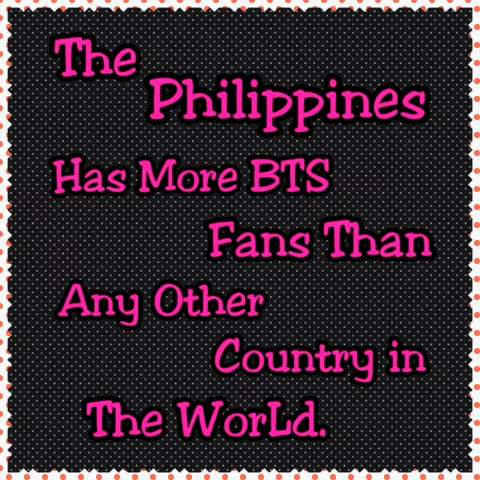 The
Philippines
Has More BTS
Fans Than
Any Other
Country in
The WorLd.